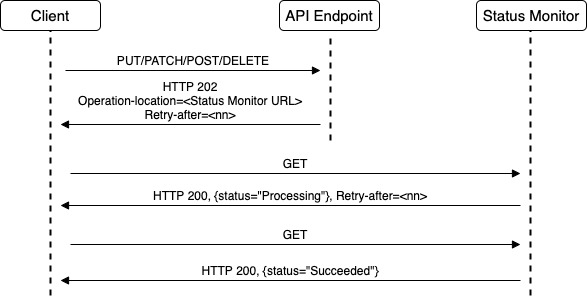 Client
API Endpoint
Status Monitor
PUT/PATCH/POST/DELETE
HTTP 202
Operation-location=<Status Monitor URL>
Retry-after=<nn>
GET
HTTP 200, {status="Processing"}, Retry-after=<nn>
GET
HTTP 200, {status="Succeeded"}